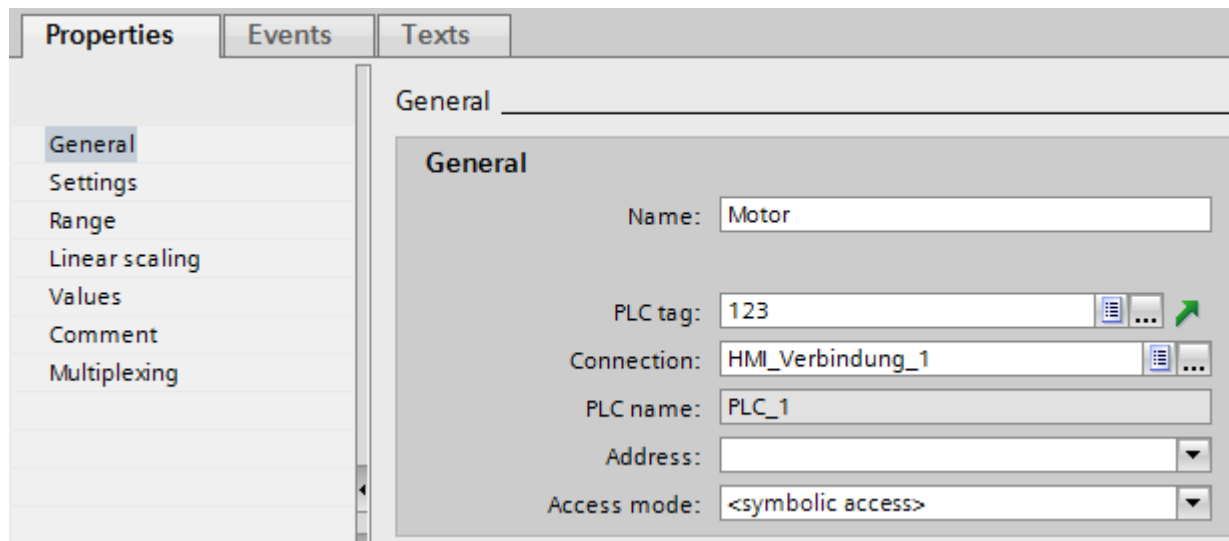 Properties Events Texts
General
General
Settings
Range
Linear scaling
Values
Comment
Multiplexing
General
Name: Motor
PLC tag: 123 ...
Connection: HMI_Verbindung_1 ...
PLC name: PLC_1
Address:
Access mode: <symbolic access>